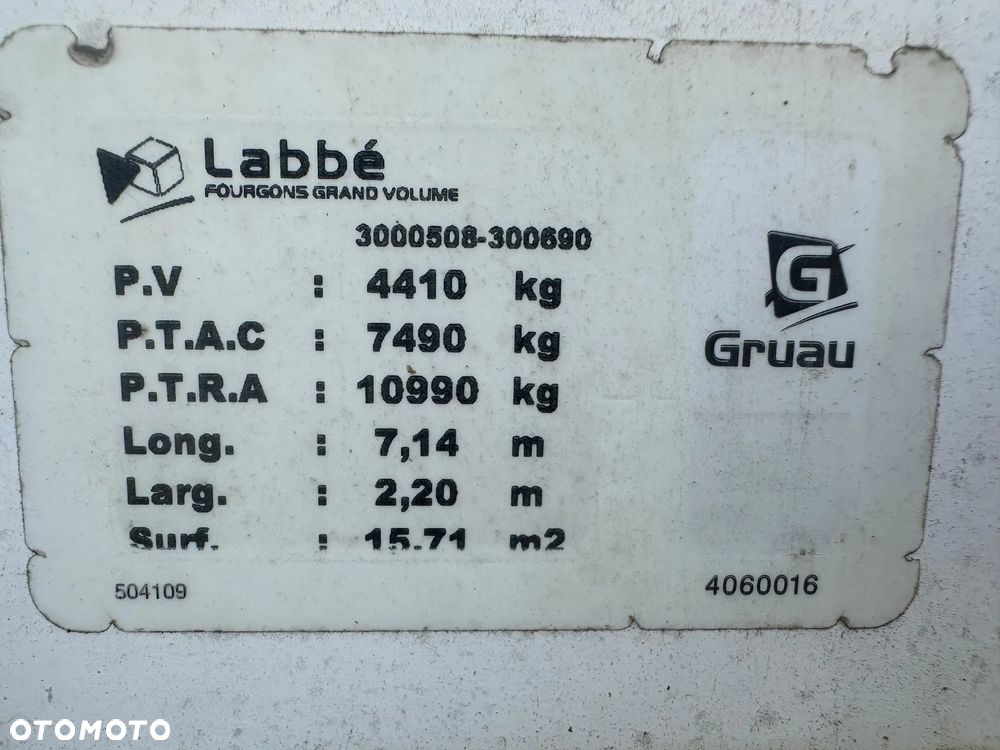 Labbé
FOURGONS GRAND VOLUME
3000508-300690
P.V : 4410 kg
P.T.A.C : 7490 kg
P.T.R.A : 10990 kg
Long. : 7,14 m
Larg. : 2,20 m
Surf. : 15.71 m2
G
Gruau
504109
4060016
OTOMOTO